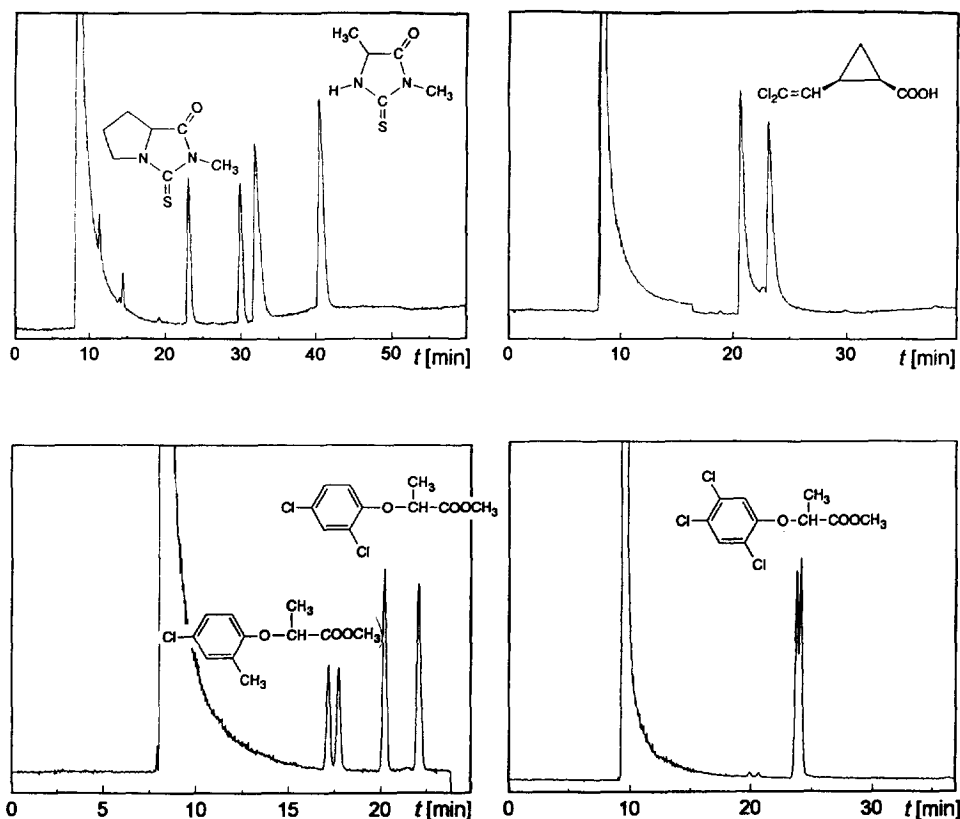 H₃C O
H-N N-CH₃
S
O
C
N N CH₃
C
S
0 10 20 30 40 50 t [min]
Cl₂C=CH COOH
0 10 20 30 t [min]
Cl O-CH-COOCH₃
CH₃
Cl
Cl O-CH-COOCH₃
CH₃
CH₃
0 5 10 15 20 t [min]
Cl
CH₃
Cl O-CH-COOCH₃
Cl
0 10 20 30 t [min]